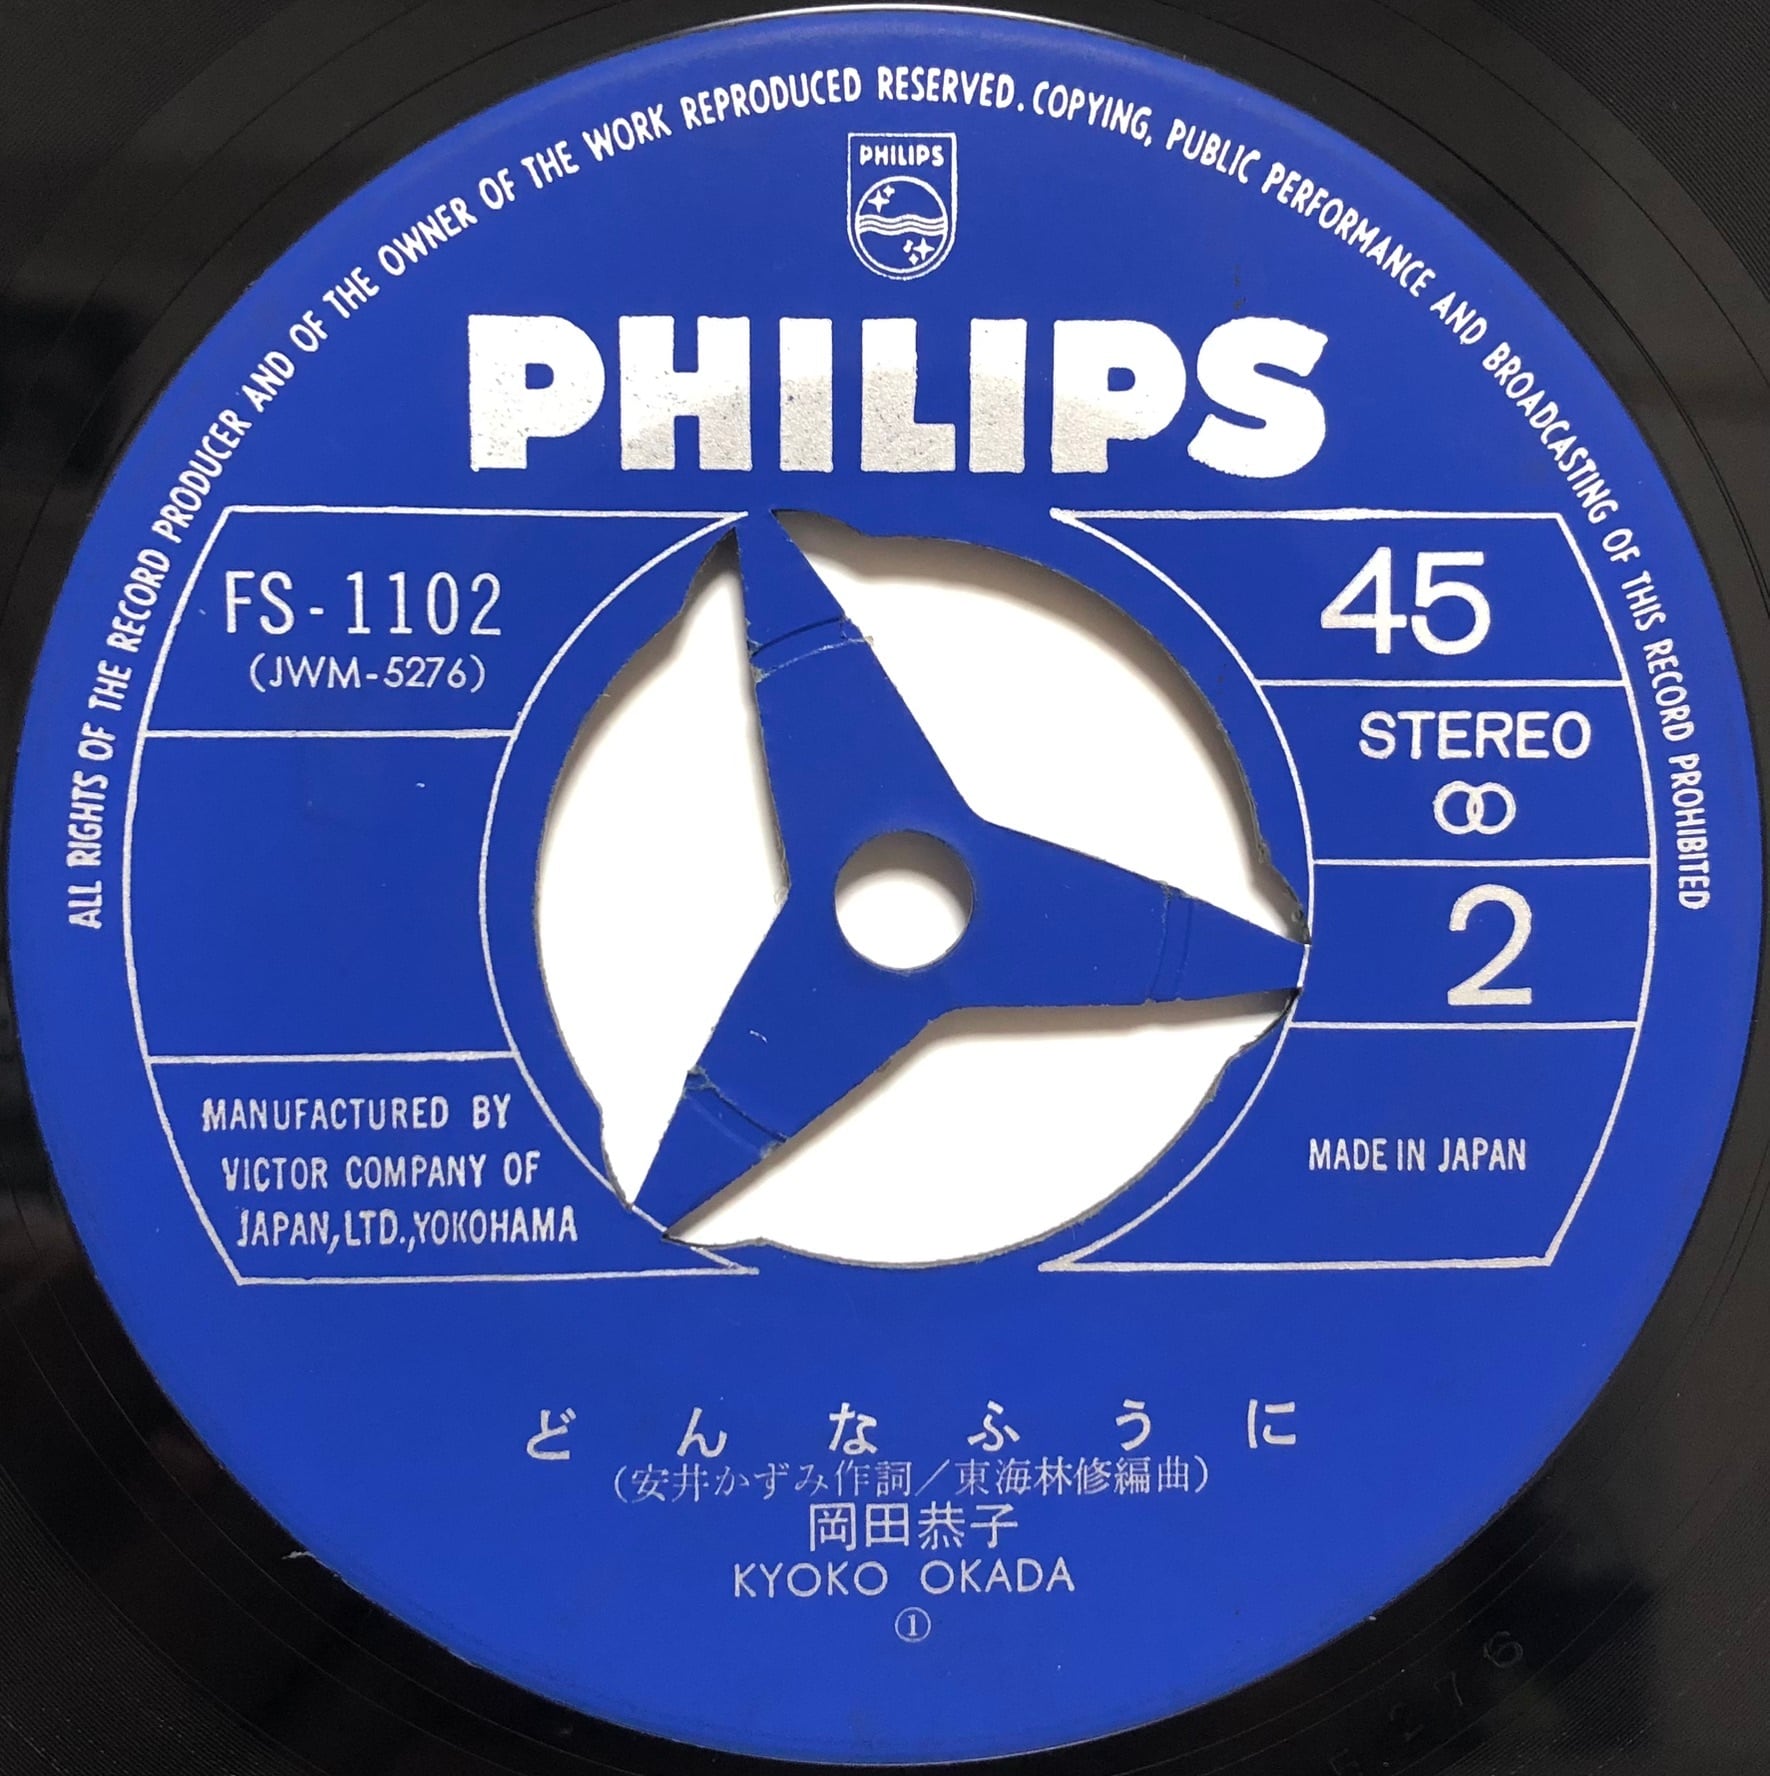 ALL RIGHTS OF THE RECORD PRODUCER AND OF THE OWNER OF THE WORK REPRODUCED RESERVED. COPYING, PUBLIC PERFORMANCE AND BROADCASTING OF THIS RECORD PROHIBITED
PHILIPS
PHILIPS
FS-1102
(JWM-5276)
45
STEREO
2
MANUFACTURED BY
VICTOR COMPANY OF
JAPAN,LTD.,YOKOHAMA
MADE IN JAPAN
どんなふうに
(安井かずみ作詞/東海林修編曲)
岡田恭子
KYOKO OKADA
①
276